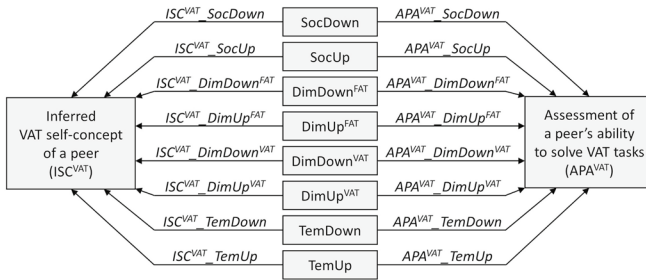 ISC^VAT_SocDown SocDown APA^VAT_SocDown
ISC^VAT_SocUp SocUp APA^VAT_SocUp
ISC^VAT_DimDown^FAT DimDown^FAT APA^VAT_DimDown^FAT
Inferred
VAT self-concept
of a peer
(ISC^VAT)
ISC^VAT_DimUp^FAT DimUp^FAT APA^VAT_DimUp^FAT
Assessment of
a peer's ability
to solve VAT tasks
(APA^VAT)
ISC^VAT_DimDown^VAT DimDown^VAT APA^VAT_DimDown^VAT
ISC^VAT_DimUp^VAT DimUp^VAT APA^VAT_DimUp^VAT
ISC^VAT_TemDown TemDown APA^VAT_TemDown
ISC^VAT_TemUp TemUp APA^VAT_TemUp